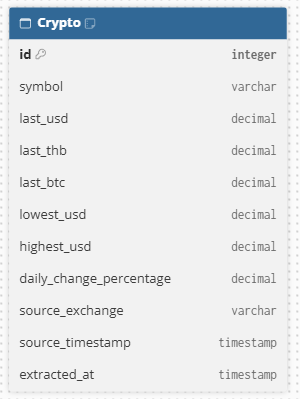 Crypto
id integer
symbol varchar
last_usd decimal
last_thb decimal
last_btc decimal
lowest_usd decimal
highest_usd decimal
daily_change_percentage decimal
source_exchange varchar
source_timestamp timestamp
extracted_at timestamp